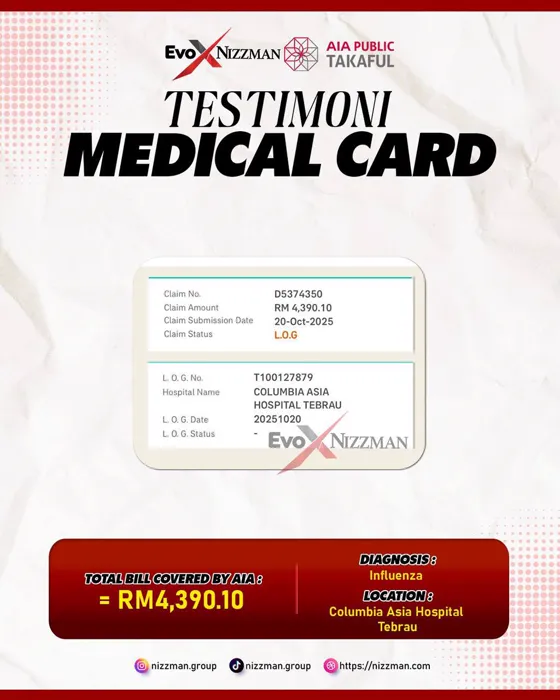 EvoXNIZZMAN
AIA PUBLIC
TAKAFUL
TESTIMONI
MEDICAL CARD
Claim No. D5374350
Claim Amount RM 4,390.10
Claim Submission Date 20-Oct-2025
Claim Status L.O.G
L. O. G. No. T100127879
Hospital Name COLUMBIA ASIA
HOSPITAL TEBRAU
L. O. G. Date 20251020
L. O. G. Status -
EvoXNIZZMAN
TOTAL BILL COVERED BY AIA :
= RM4,390.10
DIAGNOSIS :
Influenza
LOCATION :
Columbia Asia Hospital
Tebrau
nizzman.group nizzman.group https://nizzman.com